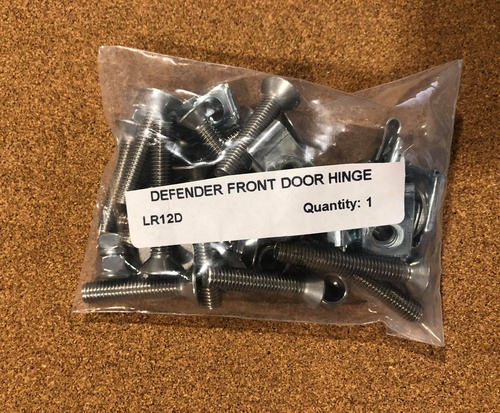 DEFENDER FRONT DOOR HINGE
LR12D Quantity: 1